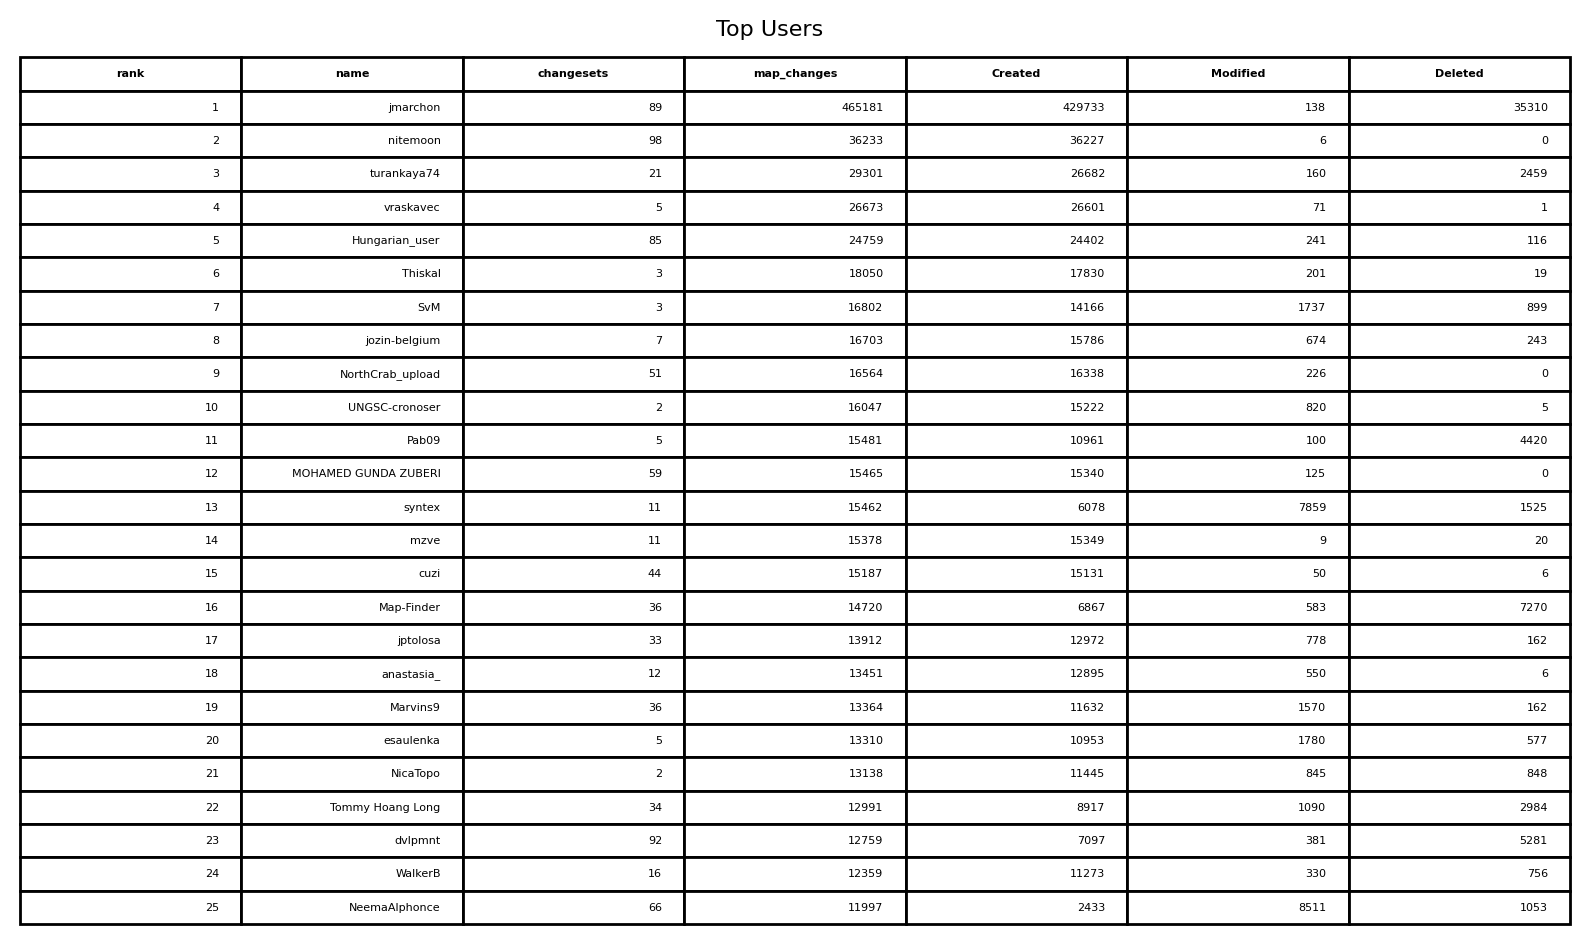 Top Users
rank name changesets map_changes Created Modified Deleted
1 jmarchon 89 465181 429733 138 35310
2 nitemoon 98 36233 36227 6 0
3 turankaya74 21 29301 26682 160 2459
4 vraskavec 5 26673 26601 71 1
5 Hungarian_user 85 24759 24402 241 116
6 Thiskal 3 18050 17830 201 19
7 SvM 3 16802 14166 1737 899
8 jozin-belgium 7 16703 15786 674 243
9 NorthCrab_upload 51 16564 16338 226 0
10 UNGSC-cronoser 2 16047 15222 820 5
11 Pab09 5 15481 10961 100 4420
12 MOHAMED GUNDA ZUBERI 59 15465 15340 125 0
13 syntex 11 15462 6078 7859 1525
14 mzve 11 15378 15349 9 20
15 cuzi 44 15187 15131 50 6
16 Map-Finder 36 14720 6867 583 7270
17 jptolosa 33 13912 12972 778 162
18 anastasia_ 12 13451 12895 550 6
19 Marvins9 36 13364 11632 1570 162
20 esaulenka 5 13310 10953 1780 577
21 NicaTopo 2 13138 11445 845 848
22 Tommy Hoang Long 34 12991 8917 1090 2984
23 dvlpmnt 92 12759 7097 381 5281
24 WalkerB 16 12359 11273 330 756
25 NeemaAlphonce 66 11997 2433 8511 1053